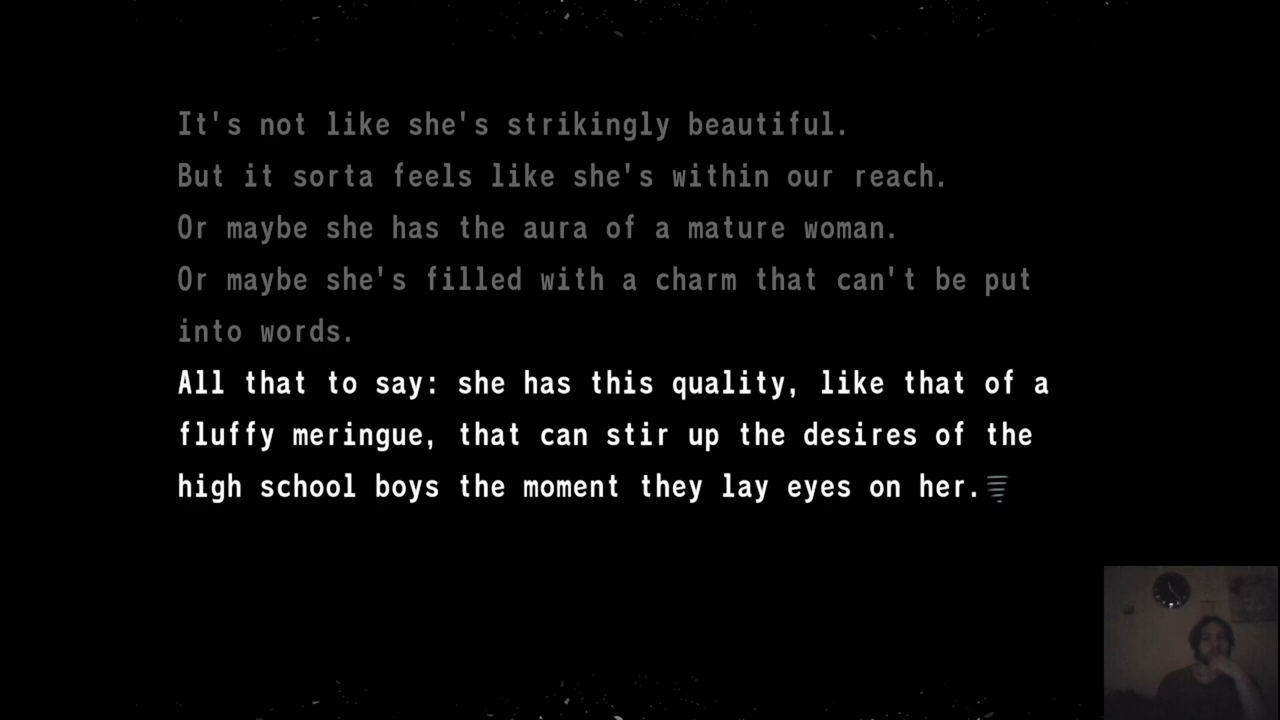 It's not like she's strikingly beautiful.
But it sorta feels like she's within our reach.
Or maybe she has the aura of a mature woman.
Or maybe she's filled with a charm that can't be put
into words.
All that to say: she has this quality, like that of a
fluffy meringue, that can stir up the desires of the
high school boys the moment they lay eyes on her.